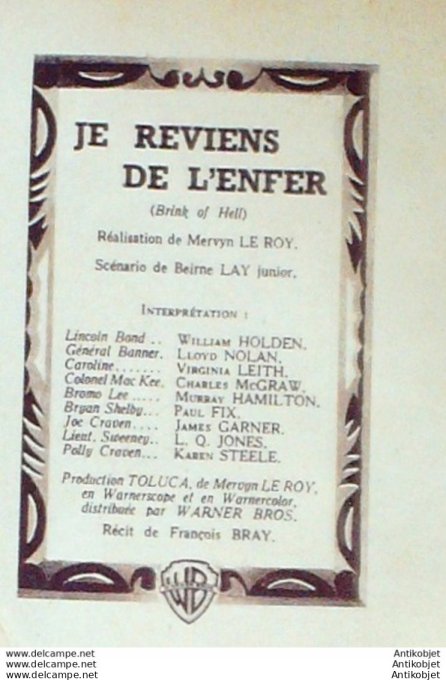 JE REVIENS
DE L'ENFER
(Brink of Hell)
Réalisation de Mervyn LE ROY.
Scénario de Beirne LAY junior.
INTERPRÉTATION :
Lincoln Bond .. WILLIAM HOLDEN.
Général Banner. LLOYD NOLAN.
Caroline....... VIRGINIA LEITH.
Colonel Mac Kee. CHARLES McGRAW.
Bromo Lee ..... MURRAY HAMILTON.
Bryan Shelby... PAUL FIX.
Joe Craven.... JAMES GARNER.
Lieut. Sweeney.. L. Q. JONES.
Polly Craven... KAREN STEELE.
Production TOLUCA, de Mervyn LE ROY,
en Warnerscope et en Warnercolor,
distribuée par WARNER BROS.
Récit de François BRAY.
WB
www.delcampe.net Antikobjet
www.delcampe.net Antikobjet
www.delcampe.net Antikobjet